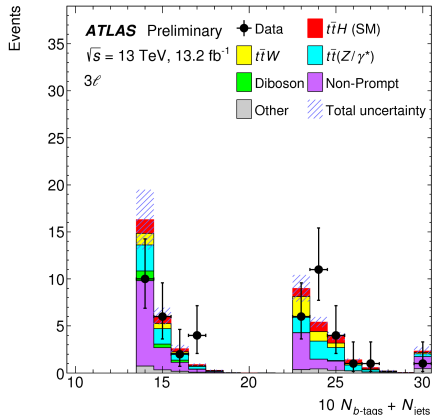 Events
ATLAS Preliminary
√s = 13 TeV, 13.2 fb⁻¹
3ℓ
Data
tt̄H (SM)
tt̄W
tt̄(Z/γ*)
Diboson
Non-Prompt
Other
Total uncertainty
35
30
25
20
15
10
5
0
10 15 20 25 30
10 N_b-tags + N_jets